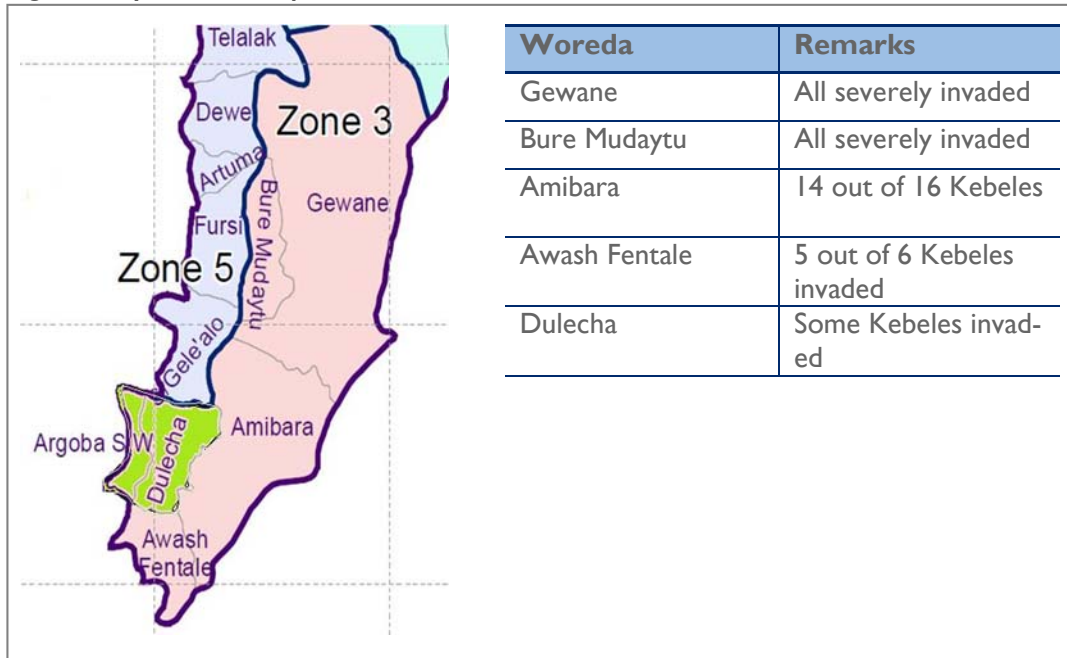 Telalak
Dewe
Zone 3
Artuma
Gewane
Bure Mudaytu
Fursi
Zone 5
Gele'alo
Amibara
Argoba S W
Dulecha
Awash
Fentale
Woreda Remarks
Gewane All severely invaded
Bure Mudaytu All severely invaded
Amibara 14 out of 16 Kebeles
Awash Fentale 5 out of 6 Kebeles
invaded
Dulecha Some Kebeles invad-
ed